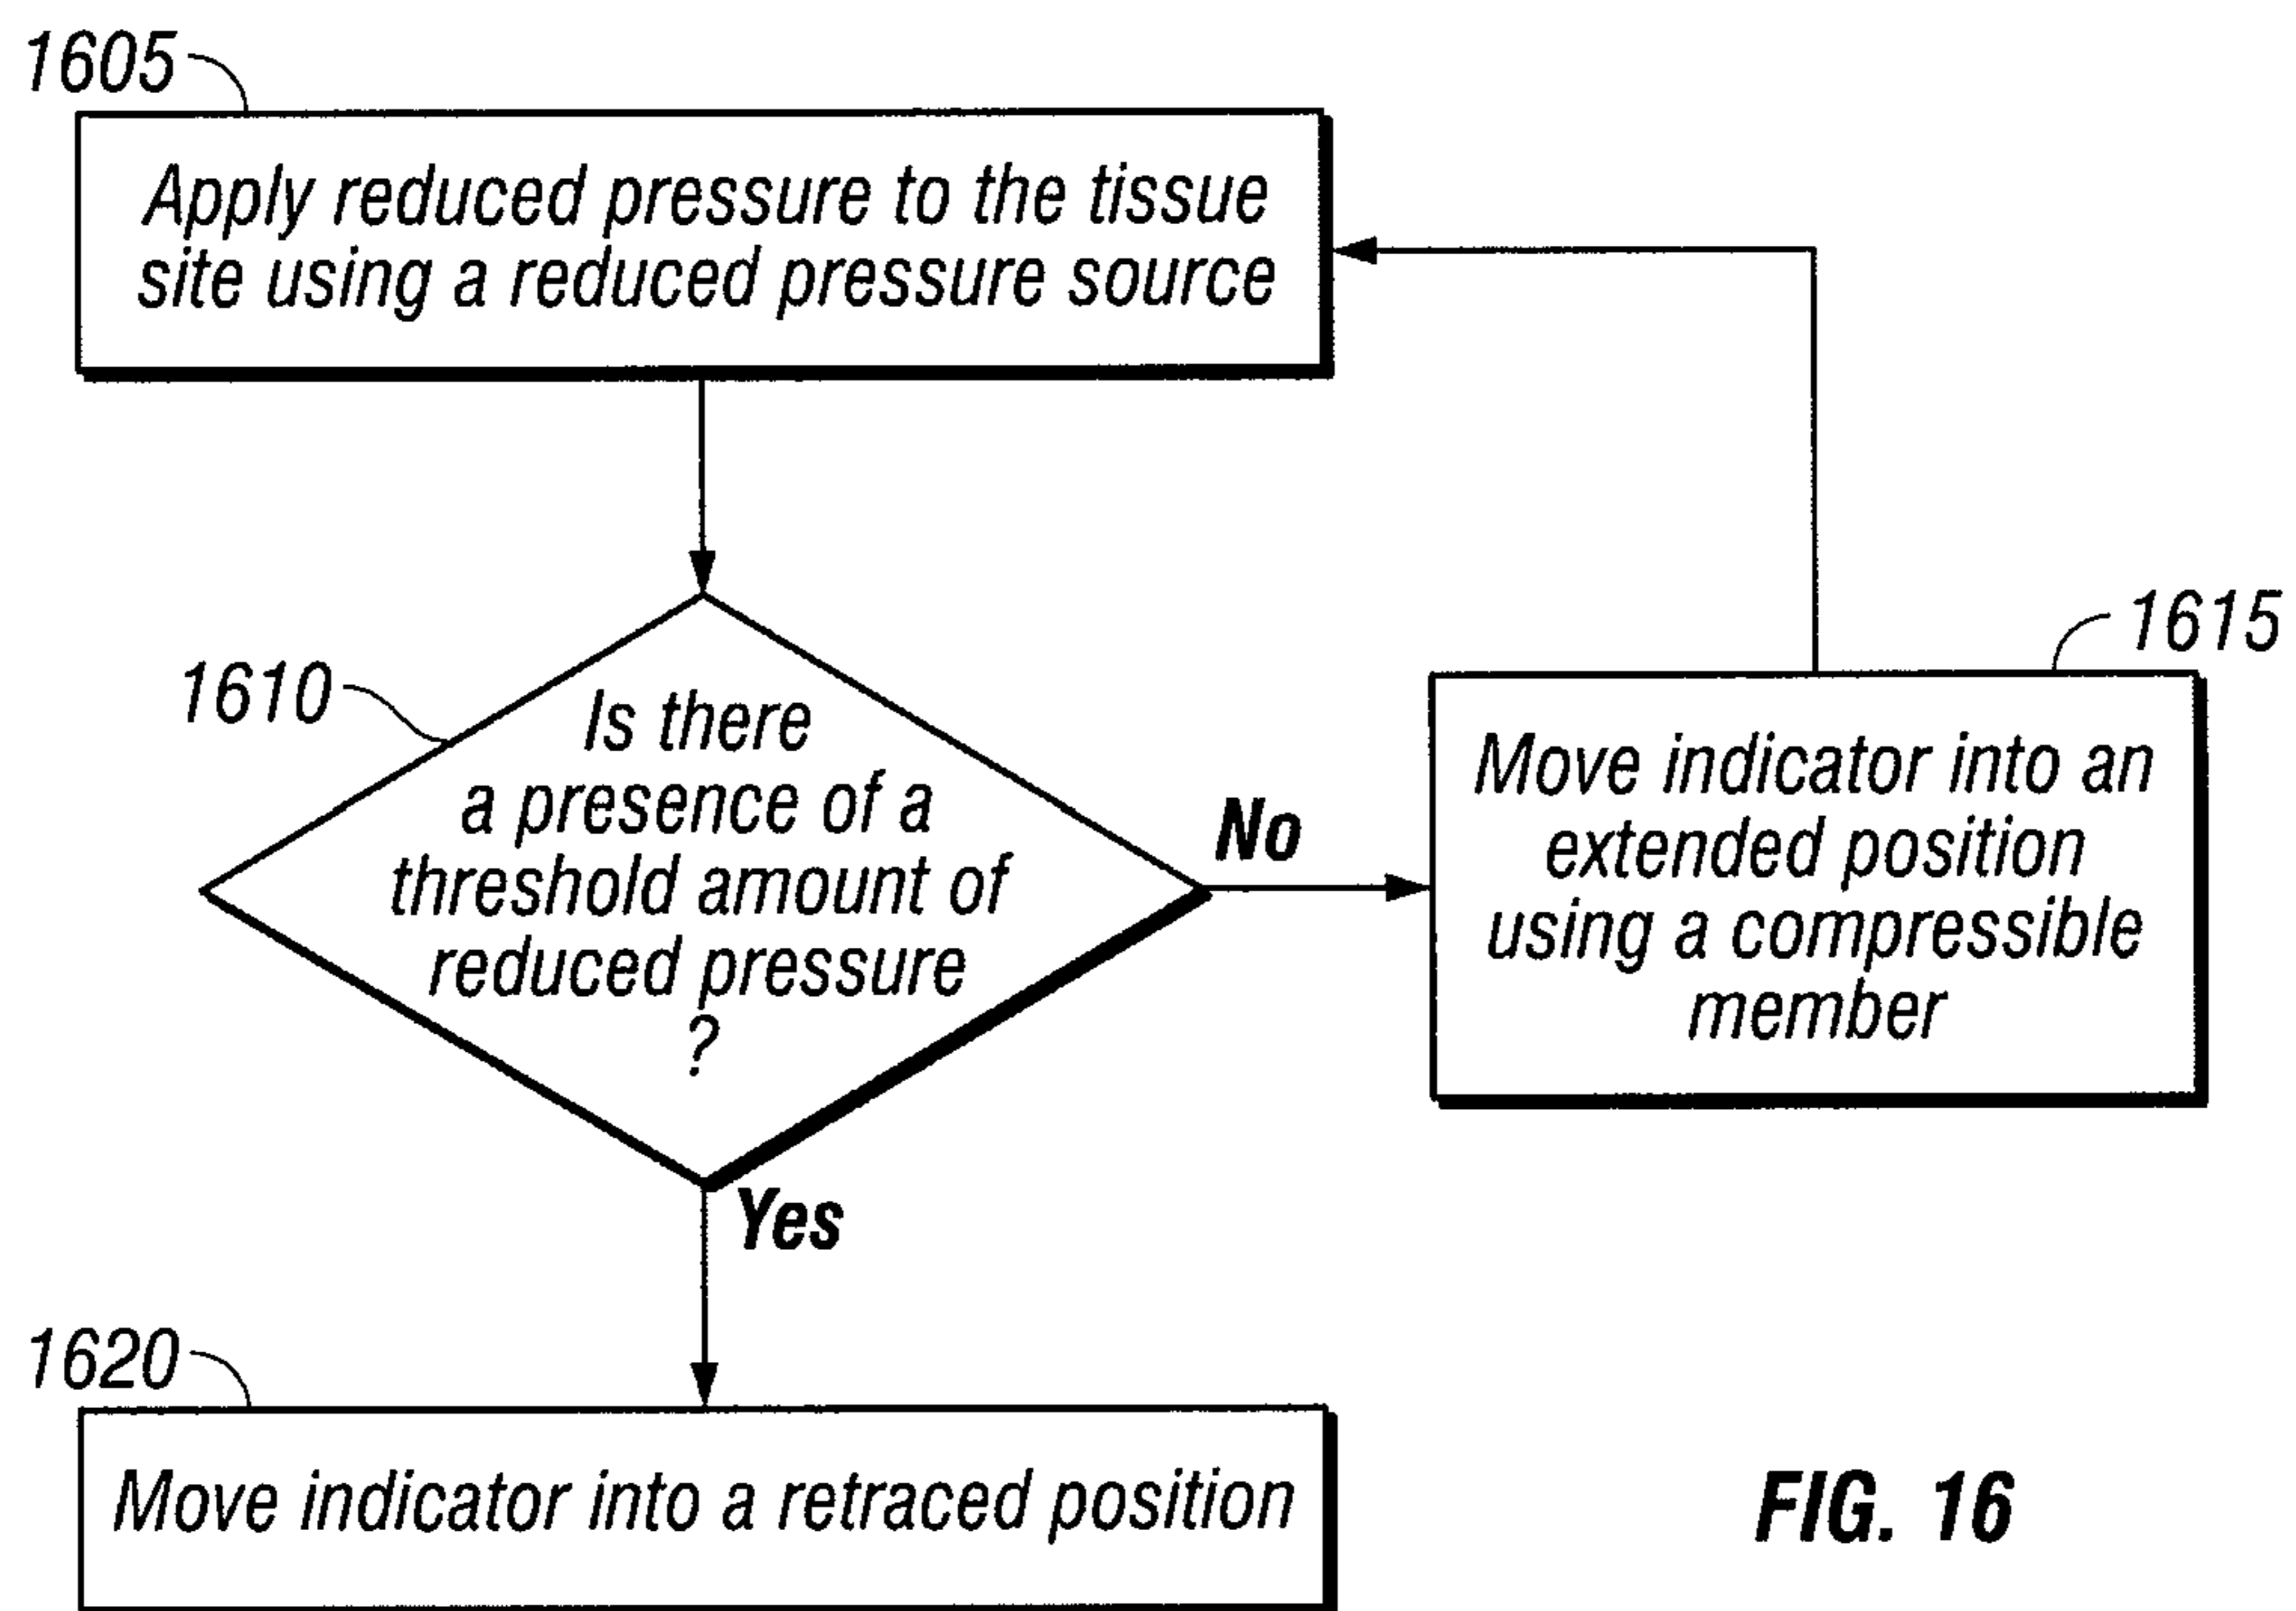 1605
Apply reduced pressure to the tissue
site using a reduced pressure source
1610
Is there
a presence of a
threshold amount of
reduced pressure
?
No
1615
Move indicator into an
extended position
using a compressible
member
Yes
1620
Move indicator into a retraced position
FIG. 16